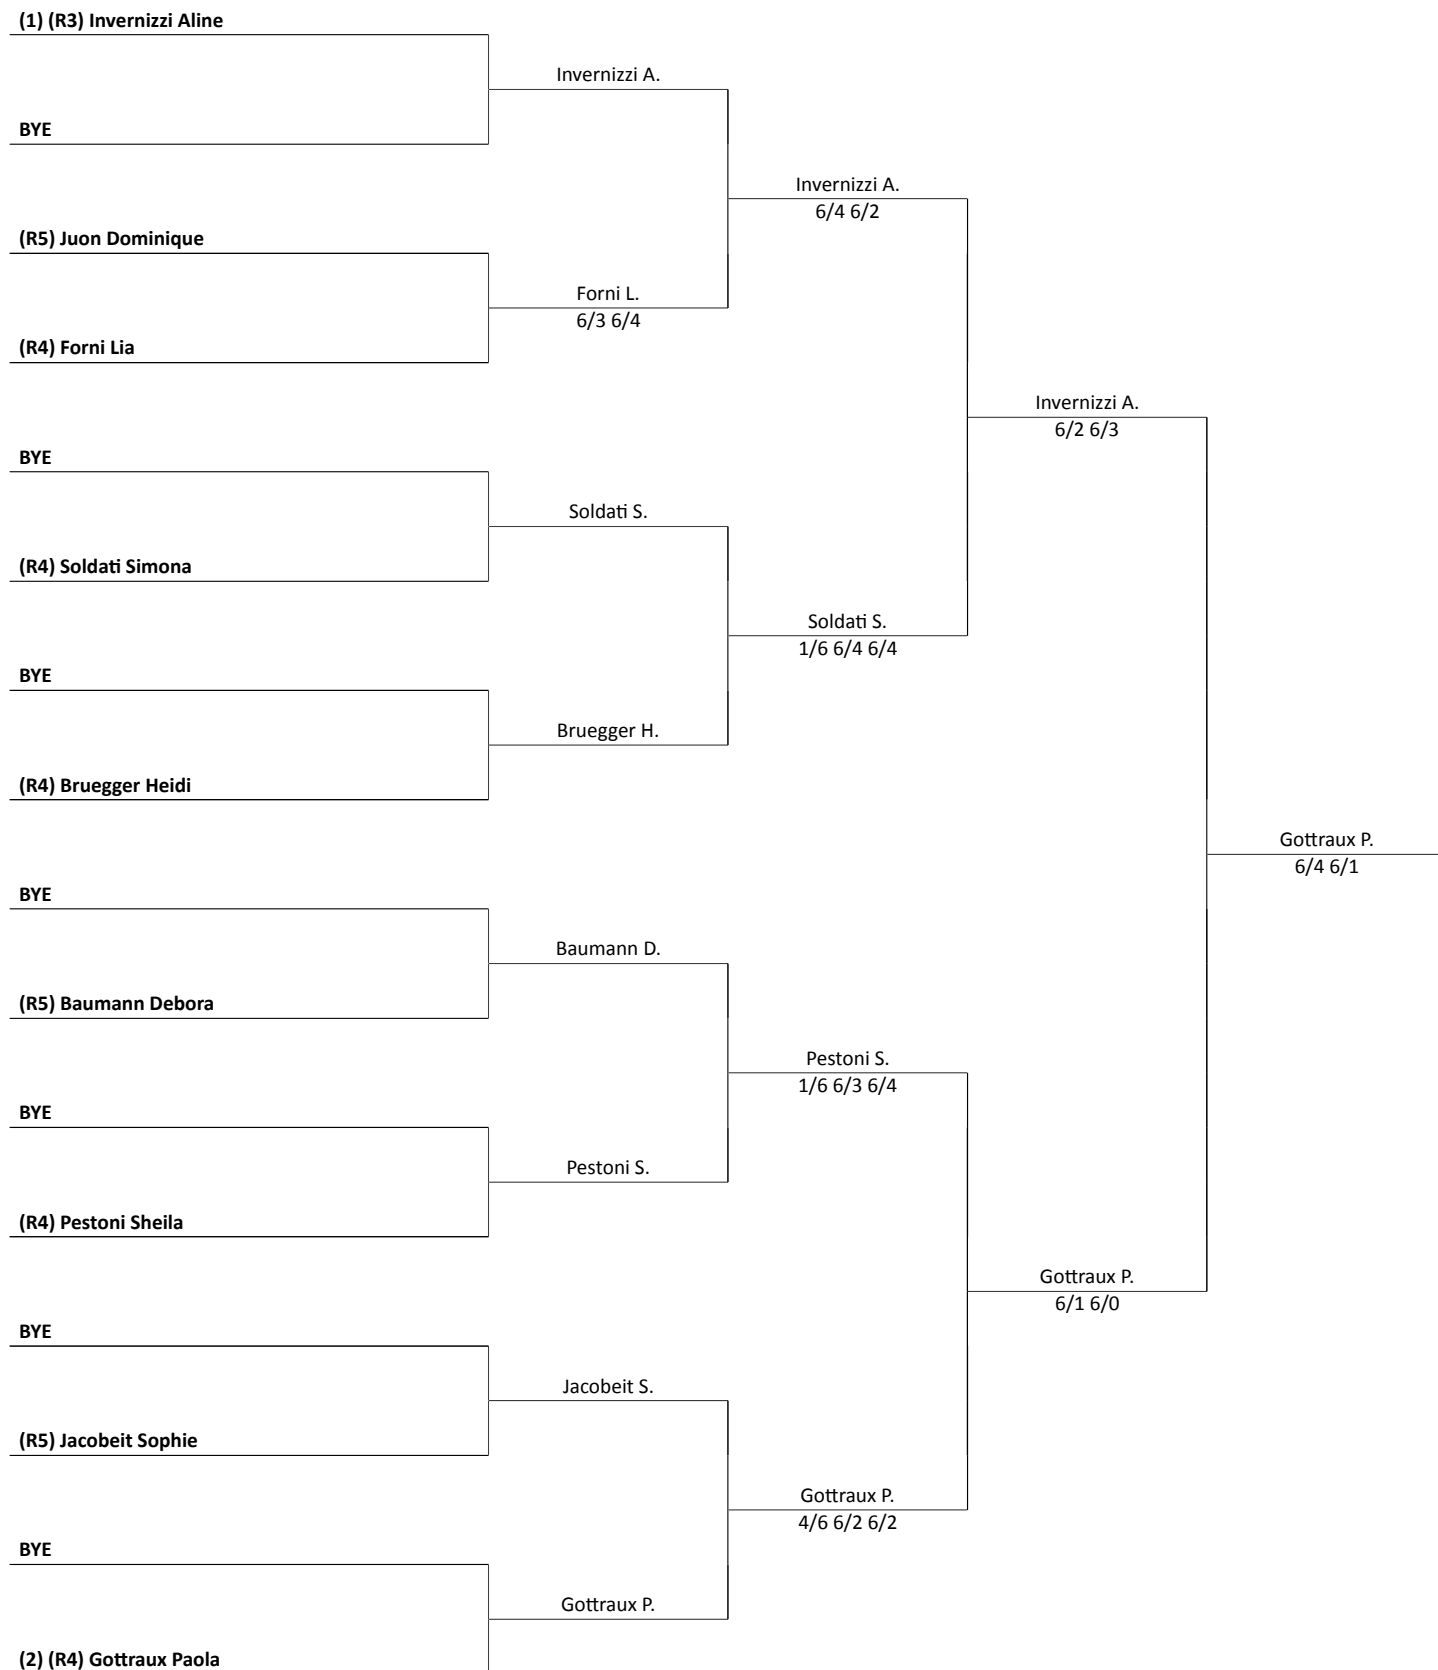 (1) (R3) Invernizzi Aline
Invernizzi A.
BYE
Invernizzi A.
6/4 6/2
(R5) Juon Dominique
Forni L.
6/3 6/4
(R4) Forni Lia
Invernizzi A.
6/2 6/3
BYE
Soldati S.
(R4) Soldati Simona
Soldati S.
1/6 6/4 6/4
BYE
Bruegger H.
(R4) Bruegger Heidi
Gottraux P.
6/4 6/1
BYE
Baumann D.
(R5) Baumann Debora
Pestoni S.
1/6 6/3 6/4
BYE
Pestoni S.
(R4) Pestoni Sheila
Gottraux P.
6/1 6/0
BYE
Jacobeit S.
(R5) Jacobeit Sophie
Gottraux P.
4/6 6/2 6/2
BYE
Gottraux P.
(2) (R4) Gottraux Paola